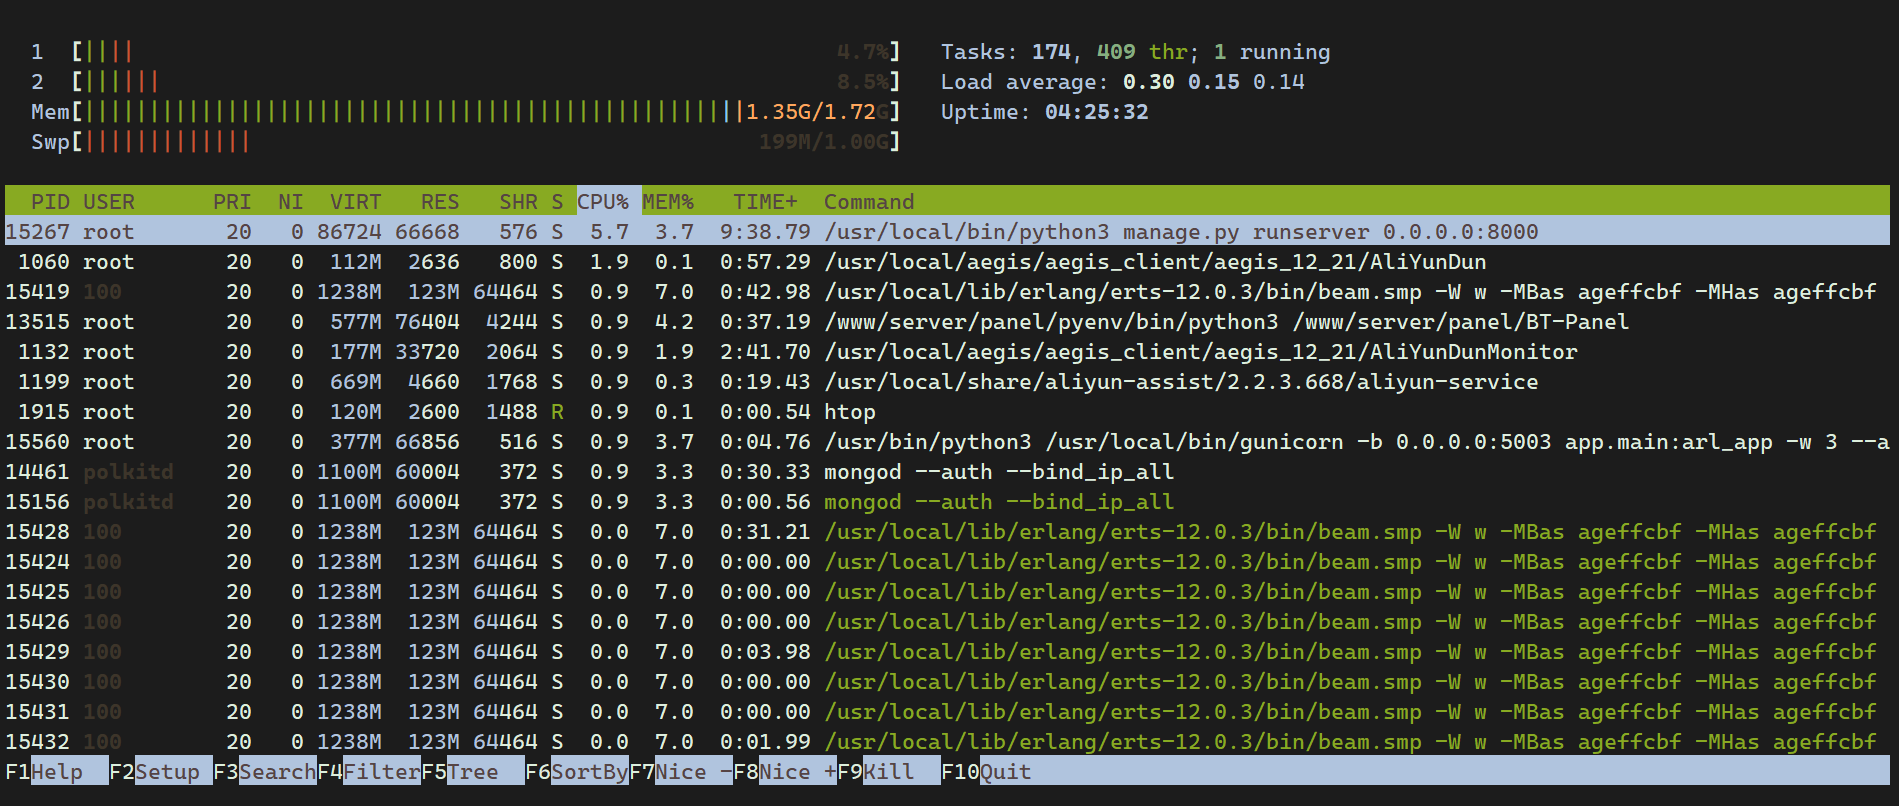 1 [|||| 4.7%] Tasks: 174, 409 thr; 1 running
2 [|||||| 8.5%] Load average: 0.30 0.15 0.14
Mem[|||||||||||||||||||||||||||||||||||||||||||||||||||1.35G/1.72G] Uptime: 04:25:32
Swp[||||||||||||| 199M/1.00G]
PID USER PRI NI VIRT RES SHR S CPU% MEM% TIME+ Command
15267 root 20 0 86724 66668 576 S 5.7 3.7 9:38.79 /usr/local/bin/python3 manage.py runserver 0.0.0.0:8000
1060 root 20 0 112M 2636 800 S 1.9 0.1 0:57.29 /usr/local/aegis/aegis_client/aegis_12_21/AliYunDun
15419 100 20 0 1238M 123M 64464 S 0.9 7.0 0:42.98 /usr/local/lib/erlang/erts-12.0.3/bin/beam.smp -W w -MBas ageffcbf -MHas ageffcbf
13515 root 20 0 577M 76404 4244 S 0.9 4.2 0:37.19 /www/server/panel/pyenv/bin/python3 /www/server/panel/BT-Panel
1132 root 20 0 177M 33720 2064 S 0.9 1.9 2:41.70 /usr/local/aegis/aegis_client/aegis_12_21/AliYunDunMonitor
1199 root 20 0 669M 4660 1768 S 0.9 0.3 0:19.43 /usr/local/share/aliyun-assist/2.2.3.668/aliyun-service
1915 root 20 0 120M 2600 1488 R 0.9 0.1 0:00.54 htop
15560 root 20 0 377M 66856 516 S 0.9 3.7 0:04.76 /usr/bin/python3 /usr/local/bin/gunicorn -b 0.0.0.0:5003 app.main:arl_app -w 3 --a
14461 polkitd 20 0 1100M 60004 372 S 0.9 3.3 0:30.33 mongod --auth --bind_ip_all
15156 polkitd 20 0 1100M 60004 372 S 0.9 3.3 0:00.56 mongod --auth --bind_ip_all
15428 100 20 0 1238M 123M 64464 S 0.0 7.0 0:31.21 /usr/local/lib/erlang/erts-12.0.3/bin/beam.smp -W w -MBas ageffcbf -MHas ageffcbf
15424 100 20 0 1238M 123M 64464 S 0.0 7.0 0:00.00 /usr/local/lib/erlang/erts-12.0.3/bin/beam.smp -W w -MBas ageffcbf -MHas ageffcbf
15425 100 20 0 1238M 123M 64464 S 0.0 7.0 0:00.00 /usr/local/lib/erlang/erts-12.0.3/bin/beam.smp -W w -MBas ageffcbf -MHas ageffcbf
15426 100 20 0 1238M 123M 64464 S 0.0 7.0 0:00.00 /usr/local/lib/erlang/erts-12.0.3/bin/beam.smp -W w -MBas ageffcbf -MHas ageffcbf
15429 100 20 0 1238M 123M 64464 S 0.0 7.0 0:03.98 /usr/local/lib/erlang/erts-12.0.3/bin/beam.smp -W w -MBas ageffcbf -MHas ageffcbf
15430 100 20 0 1238M 123M 64464 S 0.0 7.0 0:00.00 /usr/local/lib/erlang/erts-12.0.3/bin/beam.smp -W w -MBas ageffcbf -MHas ageffcbf
15431 100 20 0 1238M 123M 64464 S 0.0 7.0 0:00.00 /usr/local/lib/erlang/erts-12.0.3/bin/beam.smp -W w -MBas ageffcbf -MHas ageffcbf
15432 100 20 0 1238M 123M 64464 S 0.0 7.0 0:01.99 /usr/local/lib/erlang/erts-12.0.3/bin/beam.smp -W w -MBas ageffcbf -MHas ageffcbf
F1Help F2Setup F3SearchF4FilterF5Tree F6SortByF7Nice -F8Nice +F9Kill F10Quit